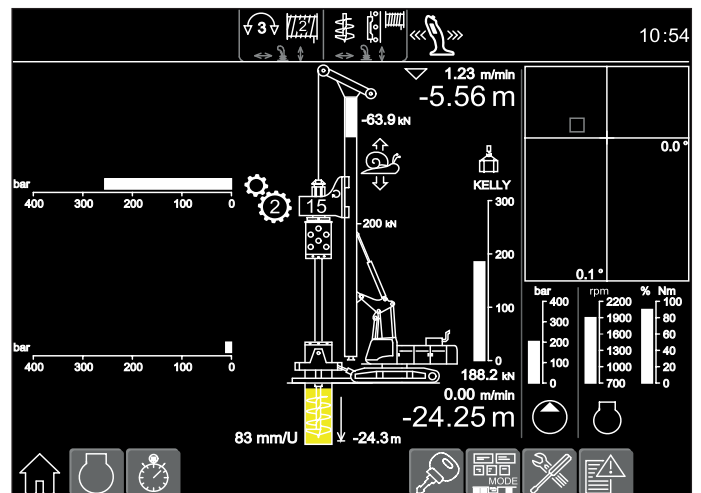 3 2
10:54
1.23 m/min
-5.56 m
-63.9 kN
0.0 °
KELLY
bar
400 300 200 100 0
2 15
200 kN
300
200
100
0
0.1 °
bar
400
300
200
100
0
rpm
2200
1900
1600
1300
1000
700
% Nm
100
80
60
40
20
0
bar
400 300 200 100 0
188.2 kN
0.00 m/min
-24.25 m
83 mm/U
-24.3 m
MODE